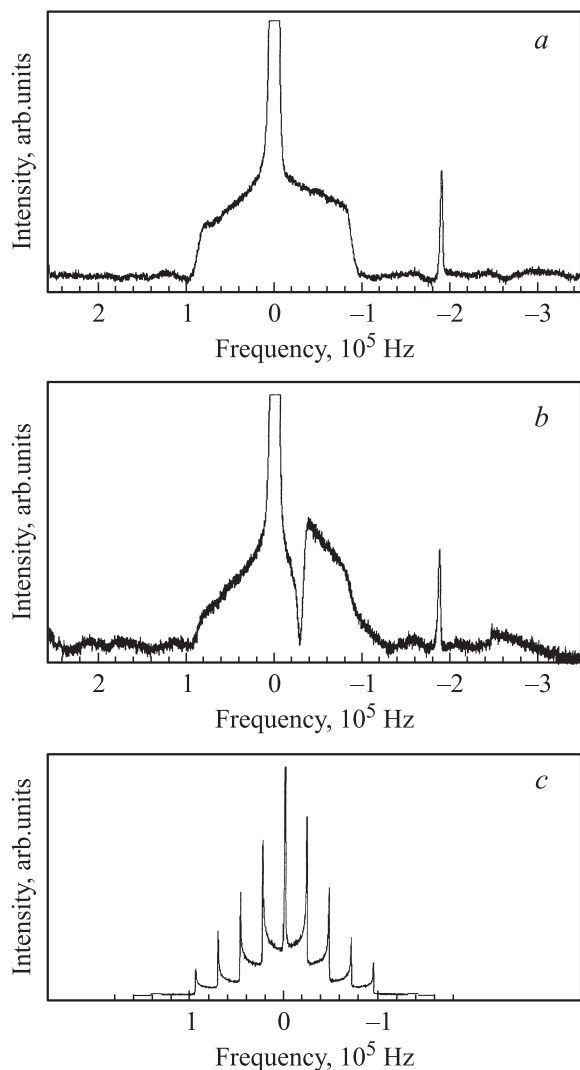 a
Intensity, arb.units
2 1 0 –1 –2 –3
Frequency, 10^5 Hz
b
Intensity, arb.units
2 1 0 –1 –2 –3
Frequency, 10^5 Hz
c
Intensity, arb.units
1 0 –1
Frequency, 10^5 Hz